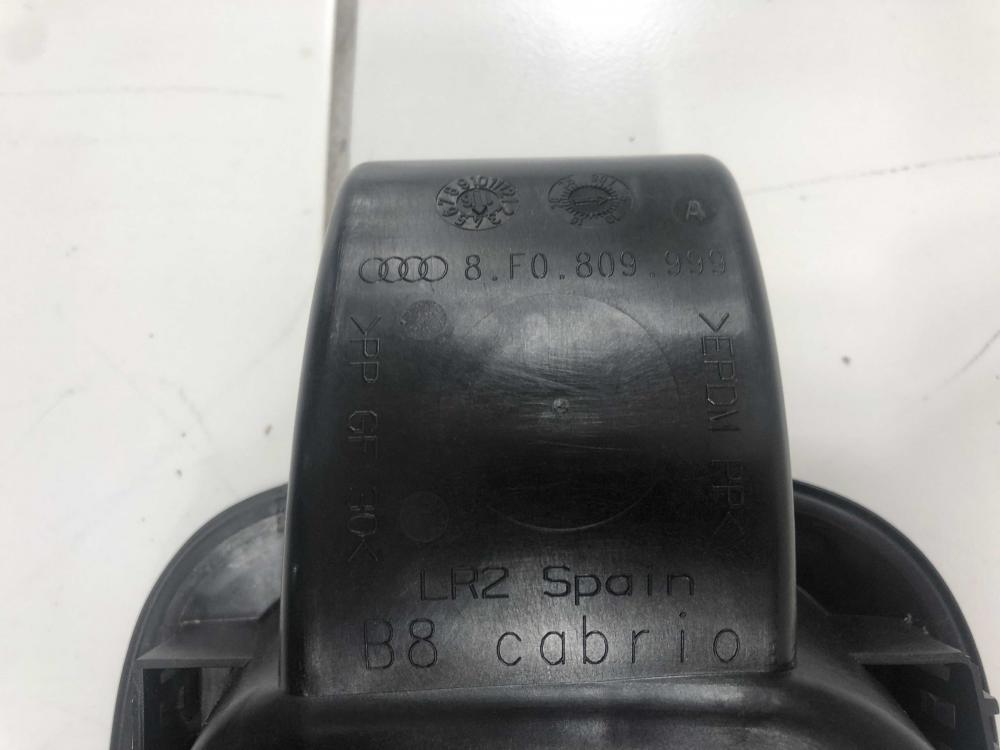 A
8.F0.809.999
>PP GF 30<
>EPDM PP<
LR2 Spain
B8 cabrio